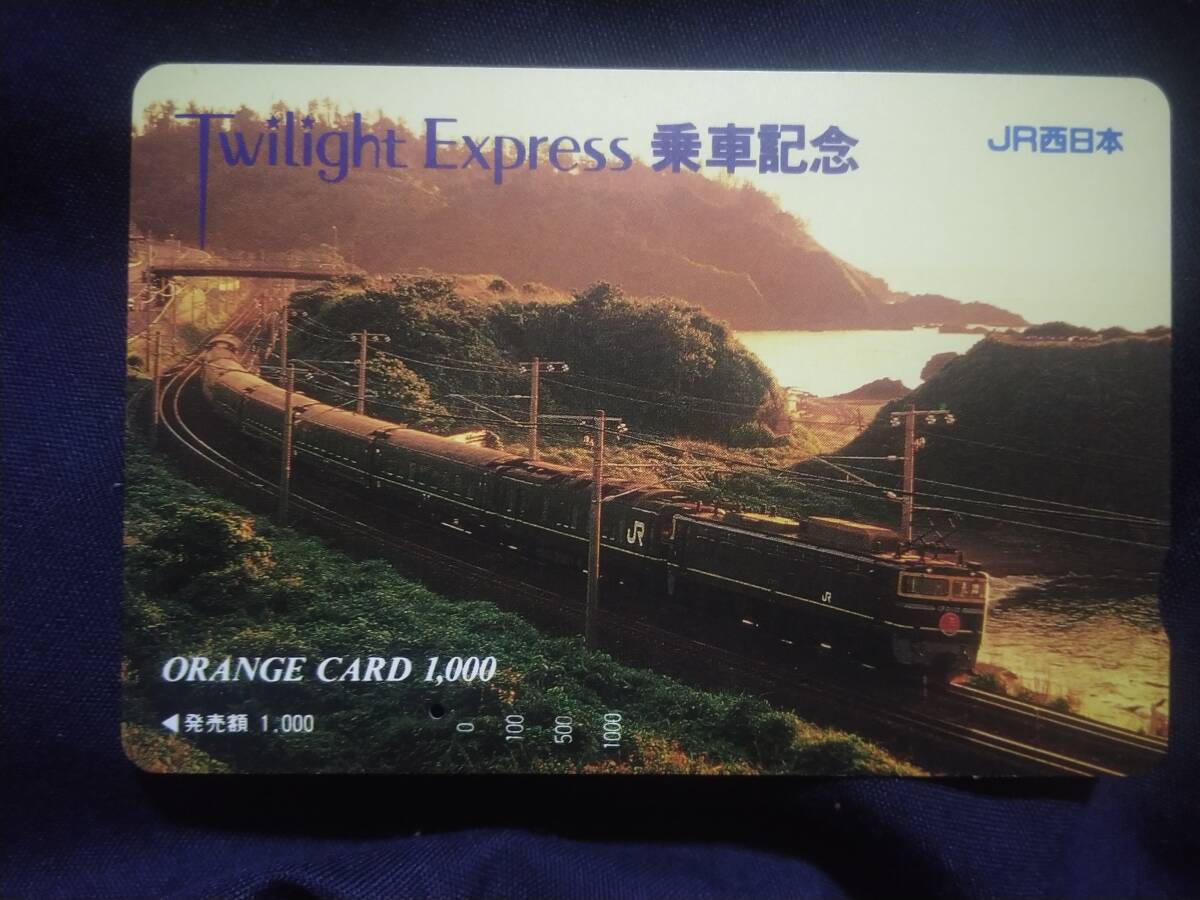 Twilight Express 乗車記念
JR西日本
JR
JR
ORANGE CARD 1,000
◀発売額 1,000
0 100 500 1000